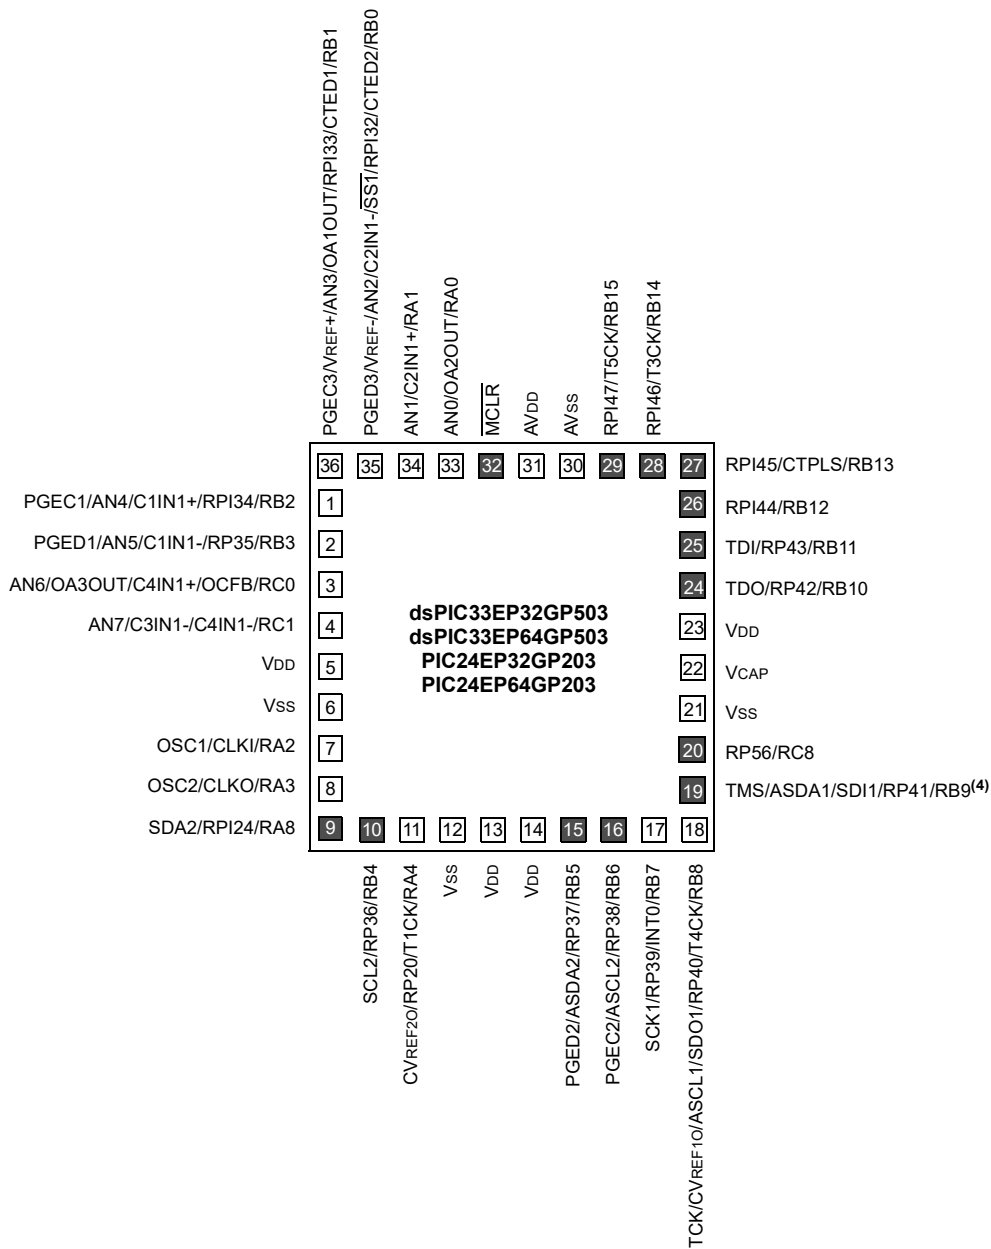 PGEC3/VREF+/AN3/OA1OUT/RPI33/CTED1/RB1
PGED3/VREF-/AN2/C2IN1-/SS1/RPI32/CTED2/RB0
AN1/C2IN1+/RA1
AN0/OA2OUT/RA0
MCLR
AVDD
AVSS
RPI47/T5CK/RB15
RPI46/T3CK/RB14
36 35 34 33 32 31 30 29 28 27 RPI45/CTPLS/RB13
PGEC1/AN4/C1IN1+/RPI34/RB2 1
26 RPI44/RB12
PGED1/AN5/C1IN1-/RP35/RB3 2
25 TDI/RP43/RB11
AN6/OA3OUT/C4IN1+/OCFB/RC0 3
24 TDO/RP42/RB10
AN7/C3IN1-/C4IN1-/RC1 4
23 VDD
VDD 5
22 VCAP
VSS 6
21 VSS
OSC1/CLKI/RA2 7
20 RP56/RC8
OSC2/CLKO/RA3 8
19 TMS/ASDA1/SDI1/RP41/RB9(4)
dsPIC33EP32GP503
dsPIC33EP64GP503
PIC24EP32GP203
PIC24EP64GP203
SDA2/RPI24/RA8 9 10 11 12 13 14 15 16 17 18
SCL2/RP36/RB4
CVREF2O/RP20/T1CK/RA4
VSS
VDD
VDD
PGED2/ASDA2/RP37/RB5
PGEC2/ASCL2/RP38/RB6
SCK1/RP39/INT0/RB7
TCK/CVREF1O/ASCL1/SDO1/RP40/T4CK/RB8